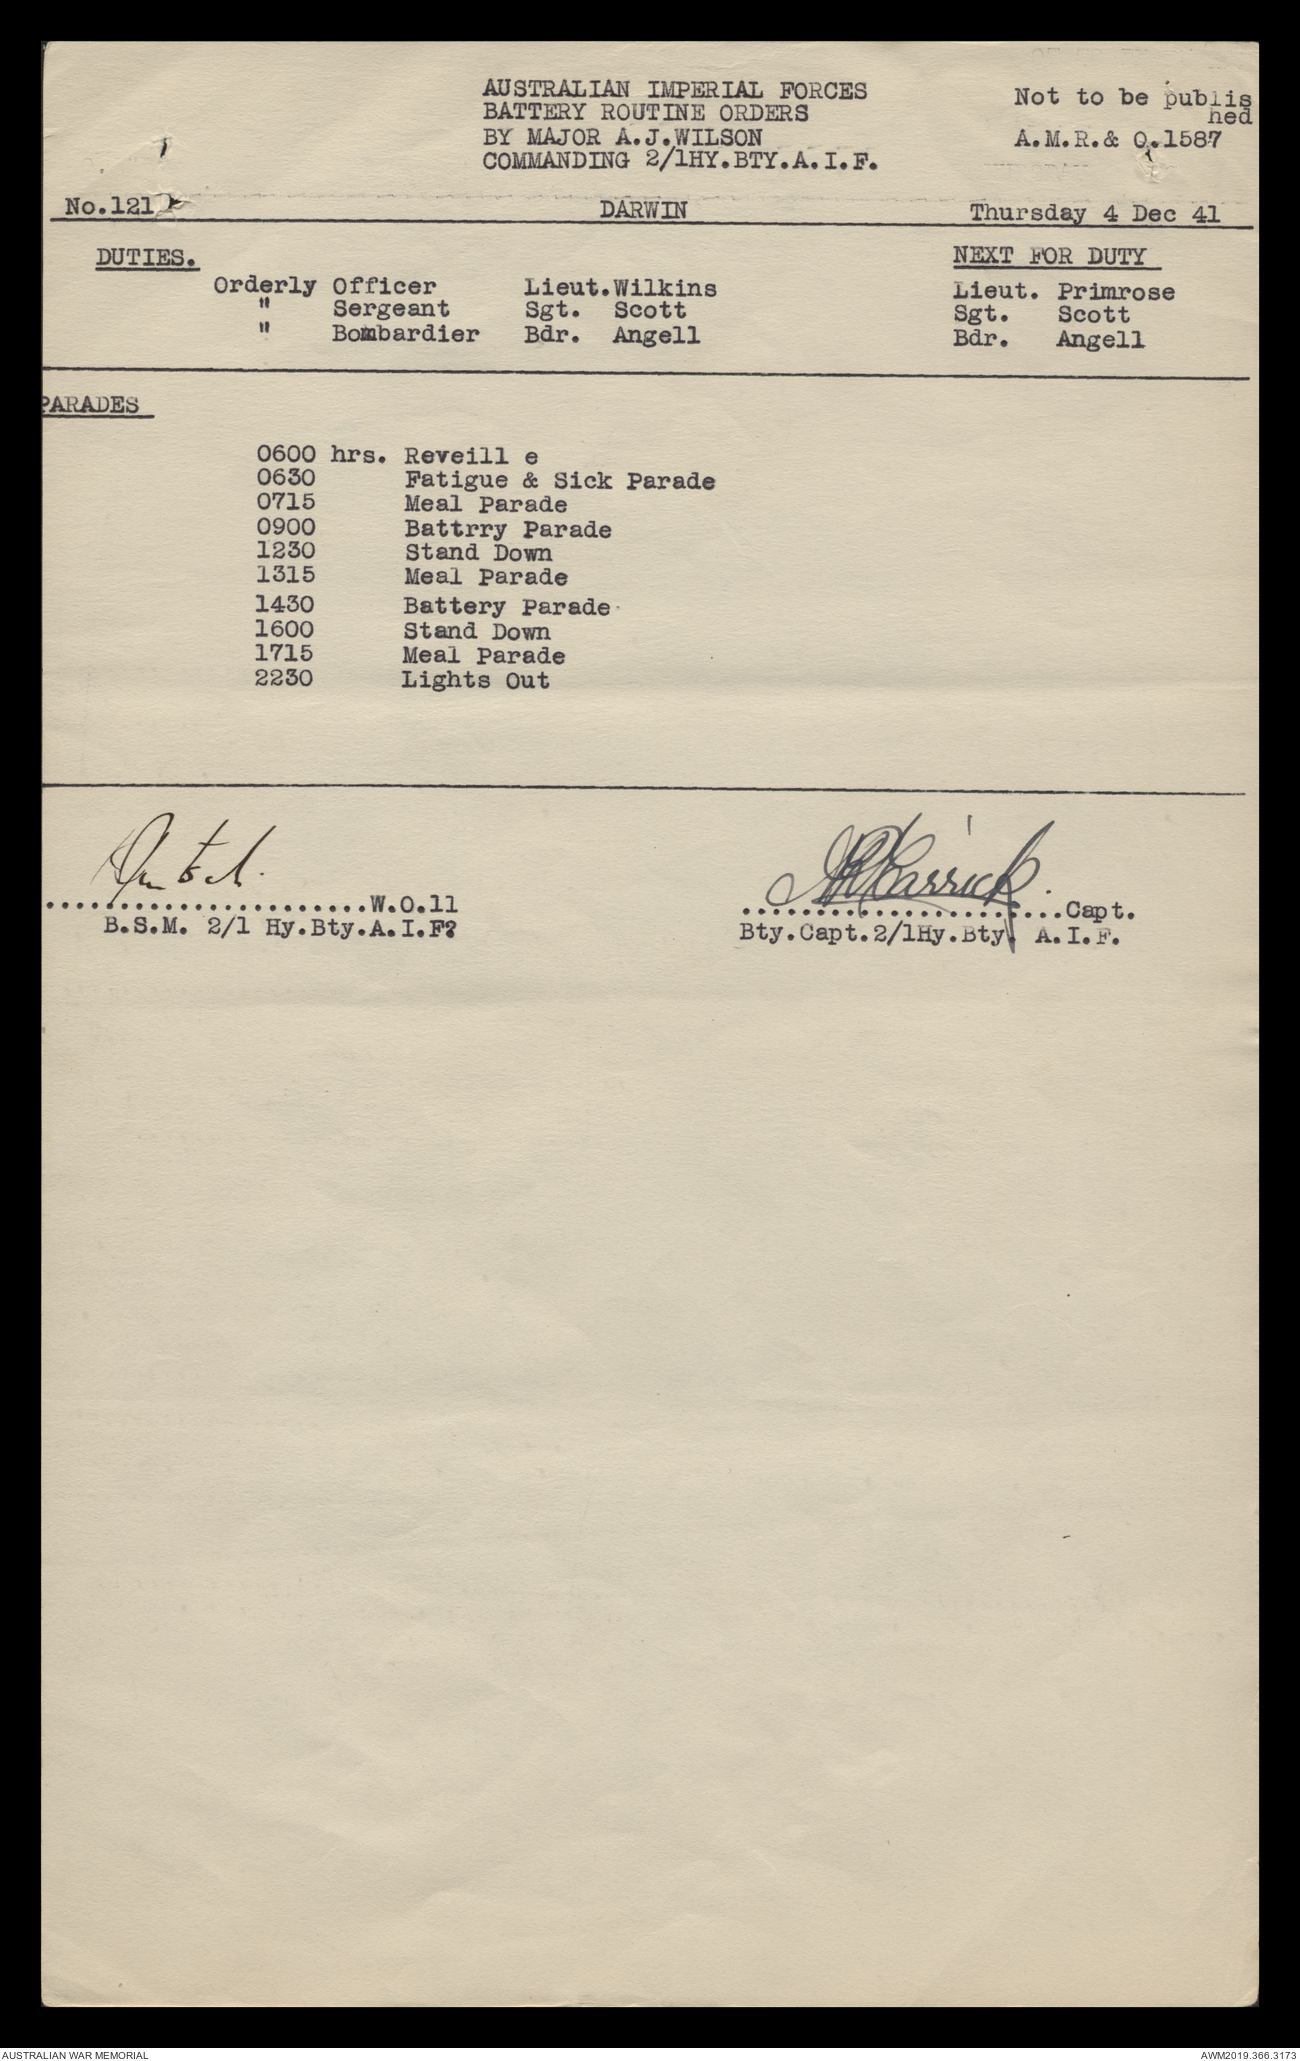 AUSTRALIAN IMPERIAL FORCES
BATTERY ROUTINE ORDERS
BY MAJOR A.J.WILSON
COMMANDING 2/1HY.BTY.A.I.F.
Not to be publis
hed
A.M.R.& O.1587
No.121 DARWIN Thursday 4 Dec 41
DUTIES. NEXT FOR DUTY
Orderly Officer Lieut.Wilkins Lieut. Primrose
" Sergeant Sgt. Scott Sgt. Scott
" Bombardier Bdr. Angell Bdr. Angell
PARADES
0600 hrs. Reveill e
0630 Fatigue & Sick Parade
0715 Meal Parade
0900 Battrry Parade
1230 Stand Down
1315 Meal Parade
1430 Battery Parade
1600 Stand Down
1715 Meal Parade
2230 Lights Out
Carrick
......................W.O.11 ......................Capt.
B.S.M. 2/1 Hy.Bty.A.I.F? Bty.Capt.2/1Hy.Bty. A.I.F.
AUSTRALIAN WAR MEMORIAL AWM2019.366.3173